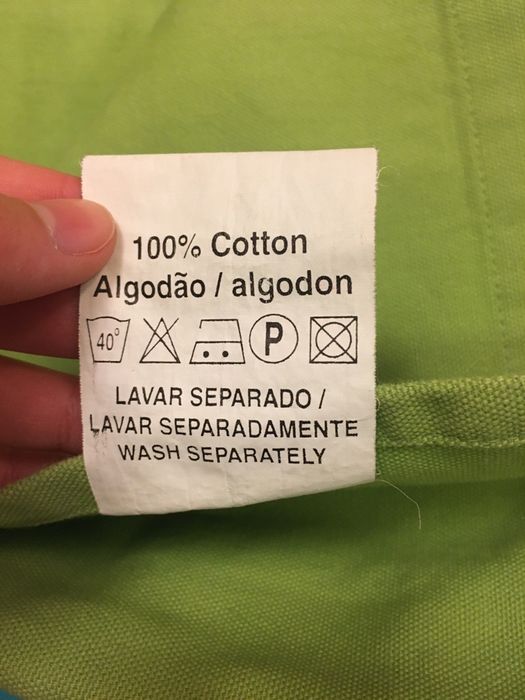 100% Cotton
Algodão / algodon
40° P
LAVAR SEPARADO /
LAVAR SEPARADAMENTE
WASH SEPARATELY